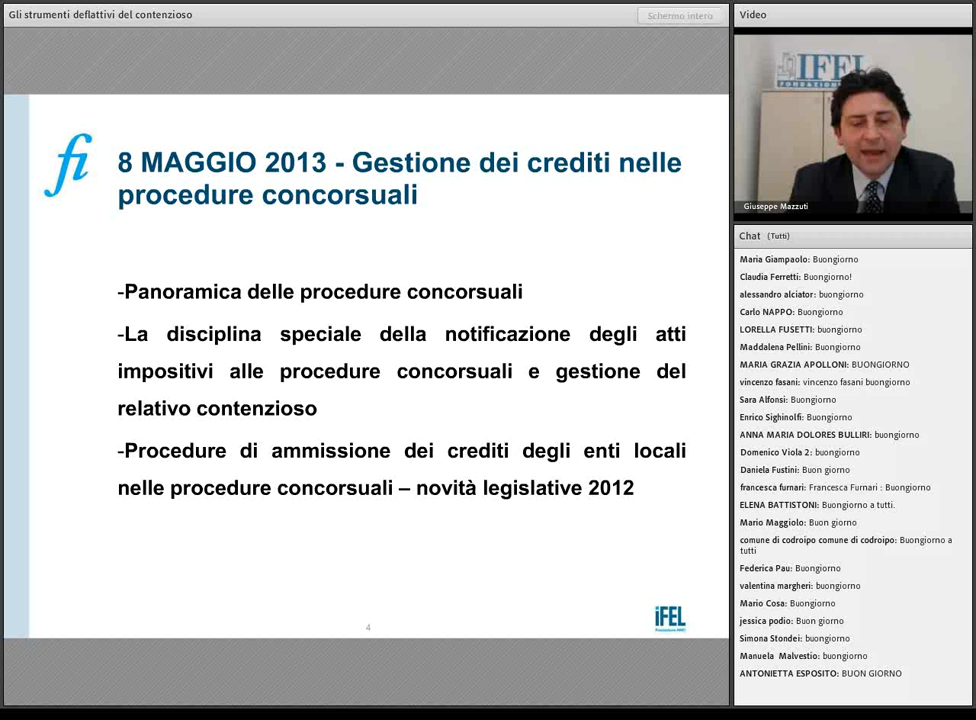 Gli strumenti deflattivi del contenzioso
Schermo intero
8 MAGGIO 2013 - Gestione dei crediti nelle
procedure concorsuali
-Panoramica delle procedure concorsuali
-La disciplina speciale della notificazione degli atti
impositivi alle procedure concorsuali e gestione del
relativo contenzioso
-Procedure di ammissione dei crediti degli enti locali
nelle procedure concorsuali – novità legislative 2012
4
iFEL
Video
IFEL
FONDAZIONE
Giuseppe Mazzuti
Chat (Tutti)
Maria Giampaolo: Buongiorno
Claudia Ferretti: Buongiorno!
alessandro alciator: buongiorno
Carlo NAPPO: Buongiorno
LORELLA FUSETTI: buongiorno
Maddalena Pellini: Buongiorno
MARIA GRAZIA APOLLONI: BUONGIORNO
vincenzo fasani: vincenzo fasani buongiorno
Sara Alfonsi: Buongiorno
Enrico Sighinolfi: Buongiorno
ANNA MARIA DOLORES BULLIRI: buongiorno
Domenico Viola 2: buongiorno
Daniela Fustini: Buon giorno
francesca furnari: Francesca Furnari : Buongiorno
ELENA BATTISTONI: Buongiorno a tutti.
Mario Maggiolo: Buon giorno
comune di codroipo comune di codroipo: Buongiorno a
tutti
Federica Pau: Buongiorno
valentina margheri: buongiorno
Mario Cosa: Buongiorno
jessica podio: Buon giorno
Simona Stondei: buongiorno
Manuela Malvestio: buongiorno
ANTONIETTA ESPOSITO: BUON GIORNO